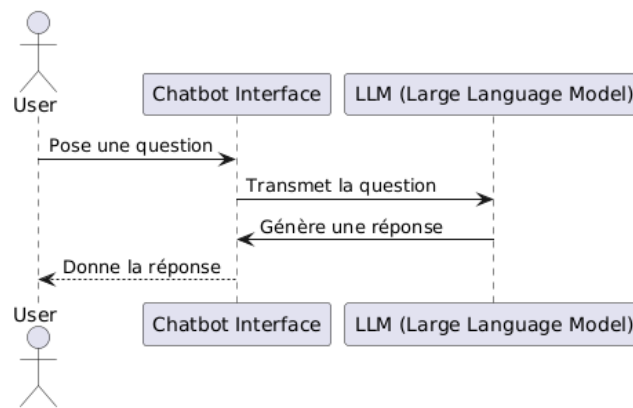 User
Chatbot Interface
LLM (Large Language Model)
Pose une question
Transmet la question
Génère une réponse
Donne la réponse
User
Chatbot Interface
LLM (Large Language Model)